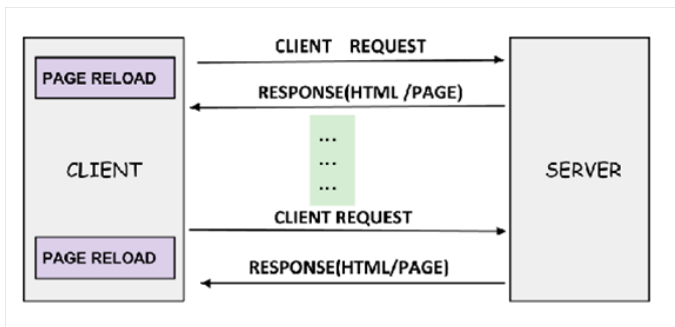 CLIENT REQUEST
PAGE RELOAD
RESPONSE(HTML /PAGE)
...
...
...
CLIENT
SERVER
CLIENT REQUEST
PAGE RELOAD
RESPONSE(HTML/PAGE)